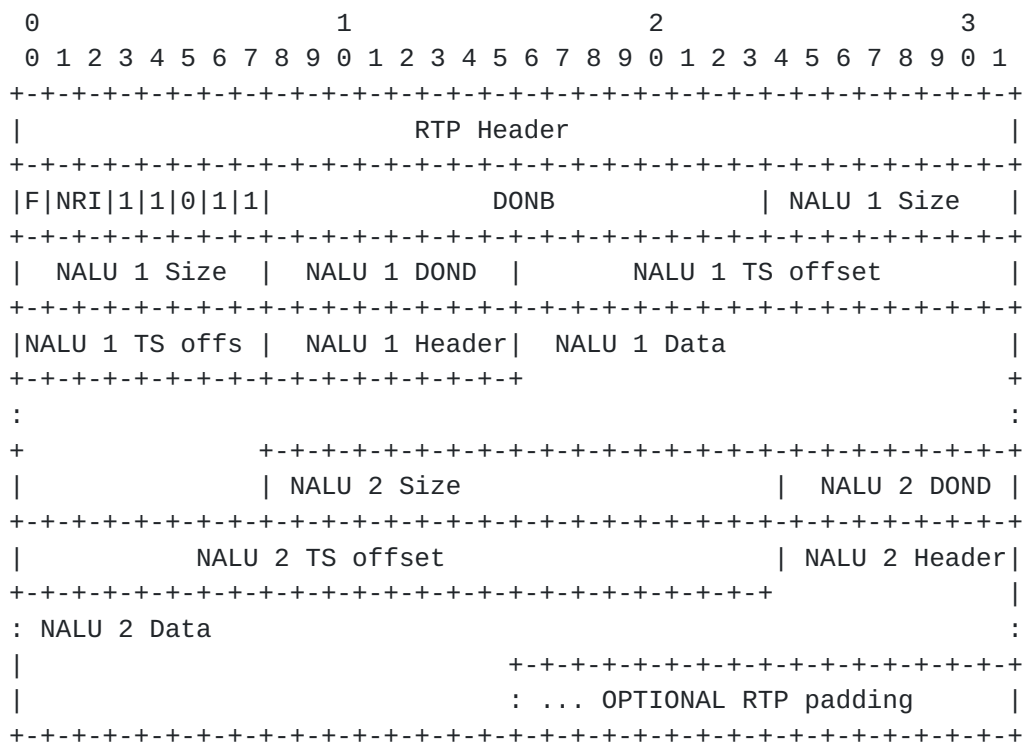 0                   1                   2                   3
 0 1 2 3 4 5 6 7 8 9 0 1 2 3 4 5 6 7 8 9 0 1 2 3 4 5 6 7 8 9 0 1
+-+-+-+-+-+-+-+-+-+-+-+-+-+-+-+-+-+-+-+-+-+-+-+-+-+-+-+-+-+-+-+-+
|                          RTP Header                           |
+-+-+-+-+-+-+-+-+-+-+-+-+-+-+-+-+-+-+-+-+-+-+-+-+-+-+-+-+-+-+-+-+
|F|NRI|1|1|0|1|1|              DONB             | NALU 1 Size   |
+-+-+-+-+-+-+-+-+-+-+-+-+-+-+-+-+-+-+-+-+-+-+-+-+-+-+-+-+-+-+-+-+
|  NALU 1 Size  |  NALU 1 DOND  |       NALU 1 TS offset        |
+-+-+-+-+-+-+-+-+-+-+-+-+-+-+-+-+-+-+-+-+-+-+-+-+-+-+-+-+-+-+-+-+
|NALU 1 TS offs |  NALU 1 Header|  NALU 1 Data                  |
+-+-+-+-+-+-+-+-+-+-+-+-+-+-+-+-+                               +
:                                                               :
+               +-+-+-+-+-+-+-+-+-+-+-+-+-+-+-+-+-+-+-+-+-+-+-+-+
|               | NALU 2 Size                   |  NALU 2 DOND |
+-+-+-+-+-+-+-+-+-+-+-+-+-+-+-+-+-+-+-+-+-+-+-+-+-+-+-+-+-+-+-+-+
|           NALU 2 TS offset                    | NALU 2 Header|
+-+-+-+-+-+-+-+-+-+-+-+-+-+-+-+-+-+-+-+-+-+-+-+-+               |
: NALU 2 Data                                                   :
|                               +-+-+-+-+-+-+-+-+-+-+-+-+-+-+-+-+
|                               : ... OPTIONAL RTP padding      |
+-+-+-+-+-+-+-+-+-+-+-+-+-+-+-+-+-+-+-+-+-+-+-+-+-+-+-+-+-+-+-+-+